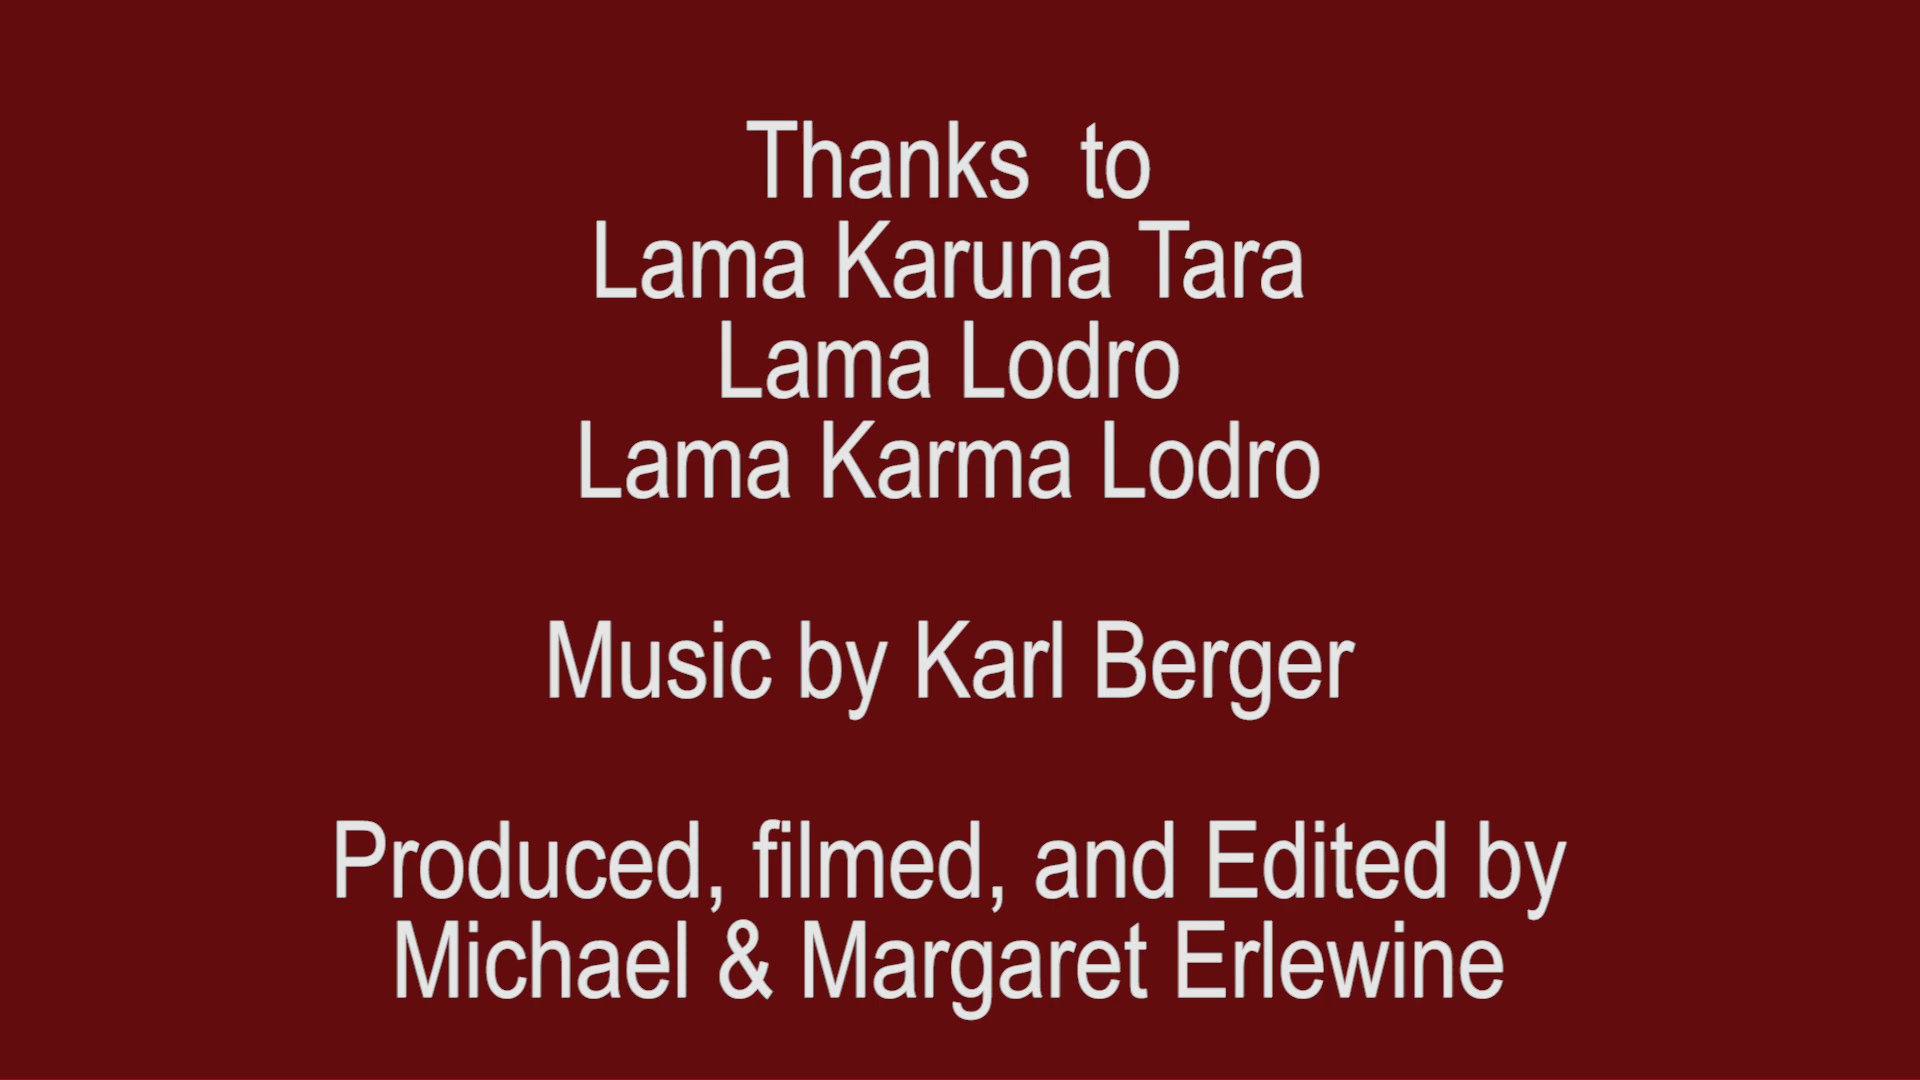 Thanks  to
Lama Karuna Tara
Lama Lodro
Lama Karma Lodro
Music by Karl Berger
Produced, filmed, and Edited by
Michael & Margaret Erlewine